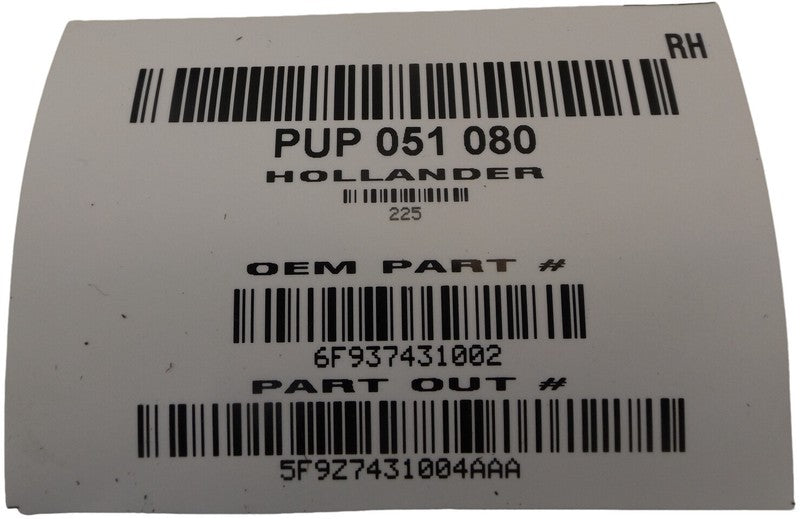 RH
PUP 051 080
HOLLANDER
225
OEM PART #
6F937431002
PART OUT #
5F9Z7431004AAA